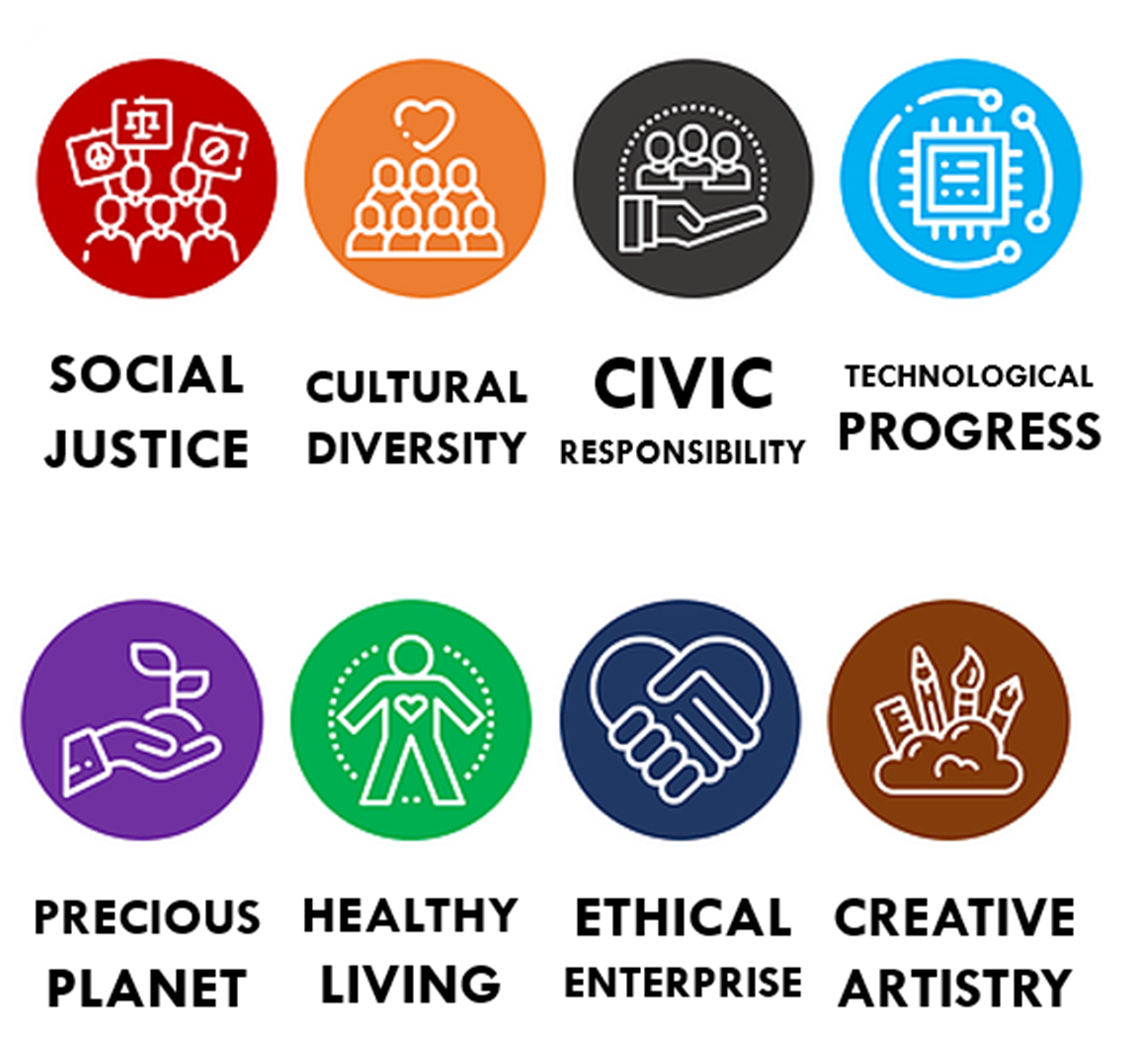 SOCIAL
JUSTICE
CULTURAL
DIVERSITY
CIVIC
RESPONSIBILITY
TECHNOLOGICAL
PROGRESS
PRECIOUS
PLANET
HEALTHY
LIVING
ETHICAL
ENTERPRISE
CREATIVE
ARTISTRY